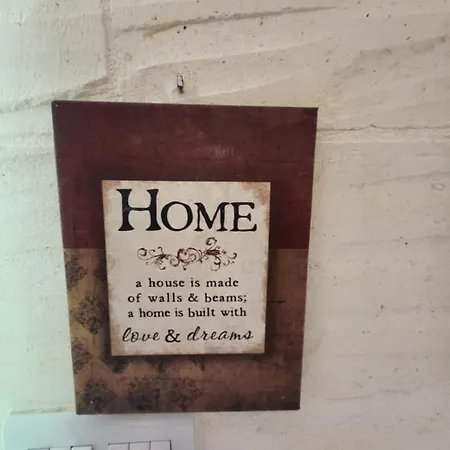 HOME
a house is made
of walls & beams;
a home is built with
love & dreams